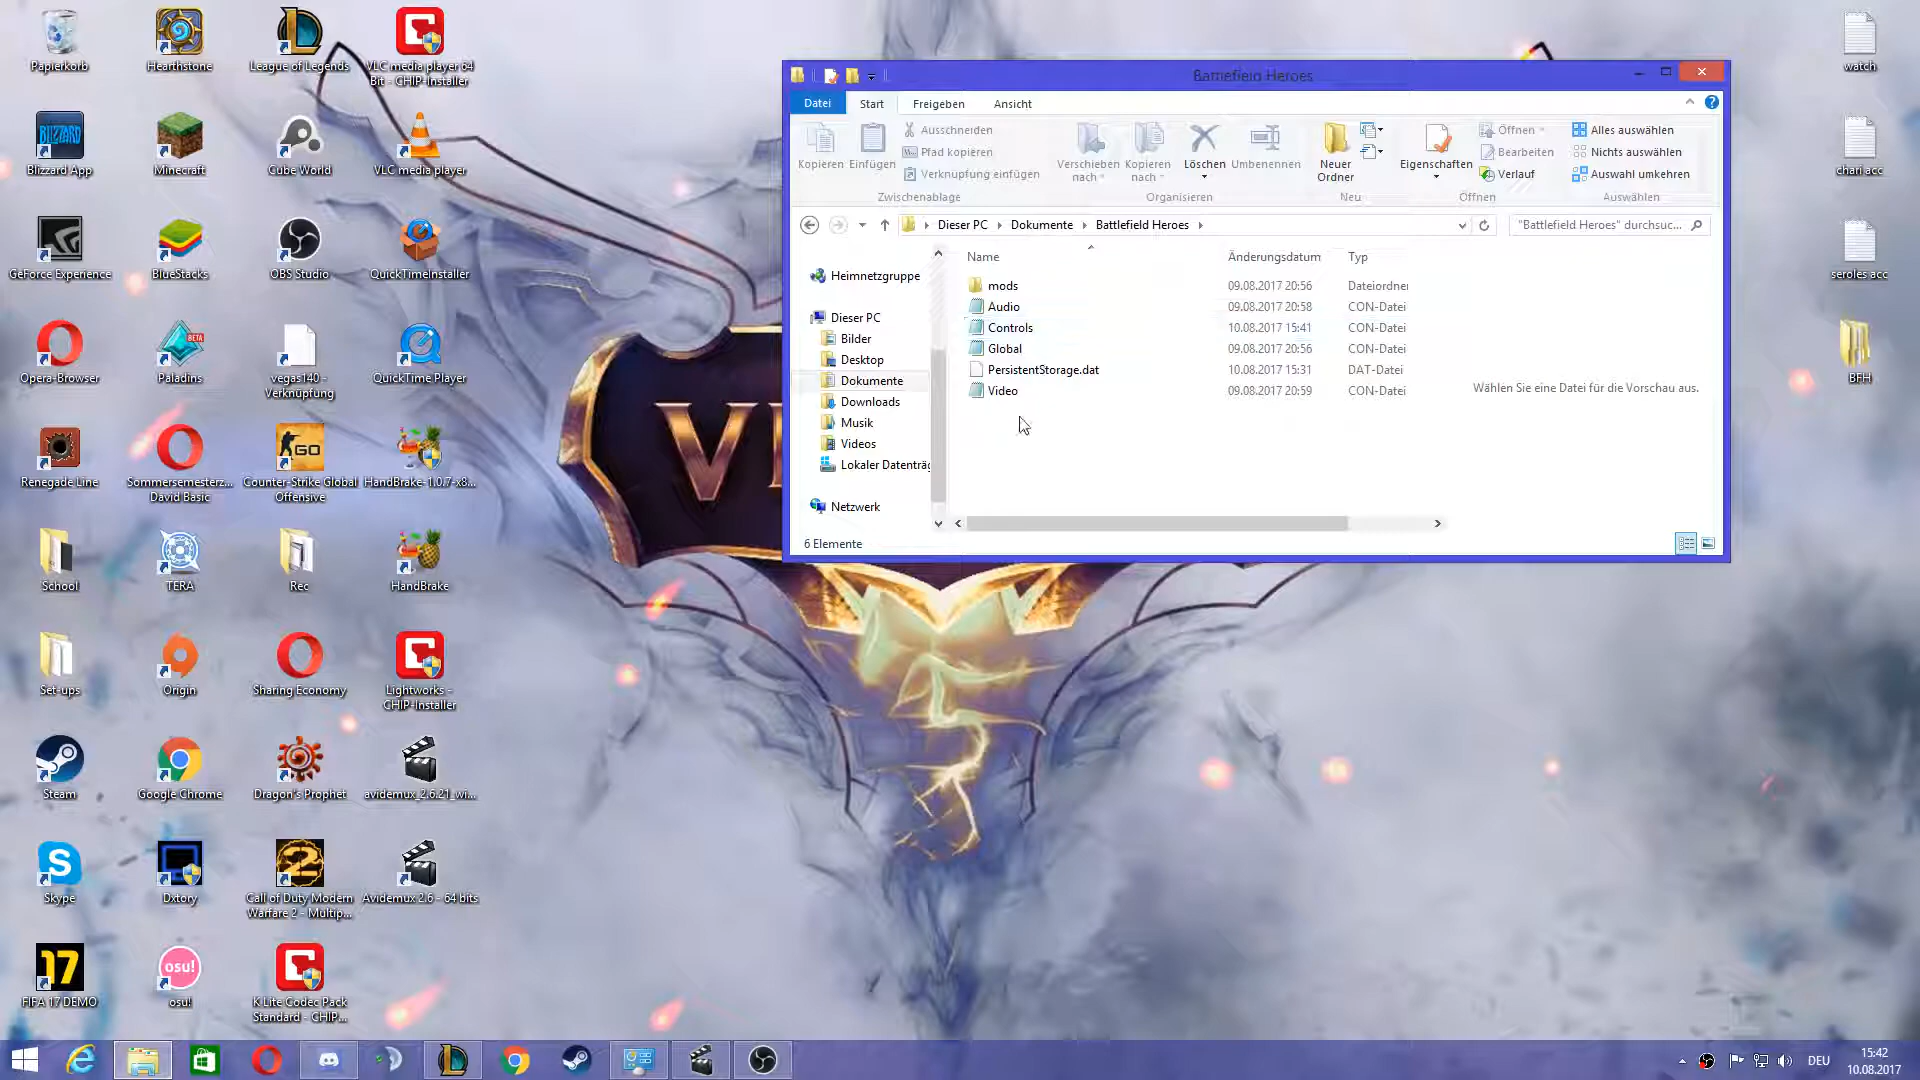 Papierkorb
Hearthstone
League of Legends
VLC media player 64
Bit - CHIP-Installer
BLIZZARD
Blizzard App
Minecraft
Cube World
VLC media player
GeForce Experience
BlueStacks
OBS Studio
QuickTimeInstaller
Opera-Browser
BETA
Paladins
vegas140 -
Verknüpfung
QuickTime Player
Renegade Line
Sommersemesterz...
David Basic
GO
Counter-Strike Global
Offensive
HandBrake-1.0.7-x8...
School
TERA
Rec
HandBrake
Set-ups
Origin
Sharing Economy
Lightworks -
CHIP-Installer
Steam
Google Chrome
Dragon's Prophet
avidemux_2.6.21_wi...
Skype
Dxtory
2
Call of Duty Modern
Warfare 2 - Multip...
Avidemux 2.6 - 64 bits
17
FIFA 17 DEMO
osu!
osu!
K-Lite Codec Pack
Standard - CHIP...
watch
chari acc
seroles acc
BFH
Battlefield Heroes
Datei
Start
Freigeben
Ansicht
Kopieren
Einfügen
Ausschneiden
Pfad kopieren
Verknüpfung einfügen
Zwischenablage
Verschieben
nach
Kopieren
nach
Löschen
Umbenennen
Organisieren
Neuer
Ordner
Neu
Eigenschaften
Öffnen
Bearbeiten
Verlauf
Öffnen
Alles auswählen
Nichts auswählen
Auswahl umkehren
Auswählen
Dieser PC
Dokumente
Battlefield Heroes
"Battlefield Heroes" durchsuc...
Heimnetzgruppe
Dieser PC
Bilder
Desktop
Dokumente
Downloads
Musik
Videos
Lokaler Datenträg
Netzwerk
Name Änderungsdatum Typ
mods 09.08.2017 20:56 Dateiordner
Audio 09.08.2017 20:58 CON-Datei
Controls 10.08.2017 15:41 CON-Datei
Global 09.08.2017 20:56 CON-Datei
PersistentStorage.dat 10.08.2017 15:31 DAT-Datei
Video 09.08.2017 20:59 CON-Datei
Wählen Sie eine Datei für die Vorschau aus.
6 Elemente
DEU
15:42
10.08.2017